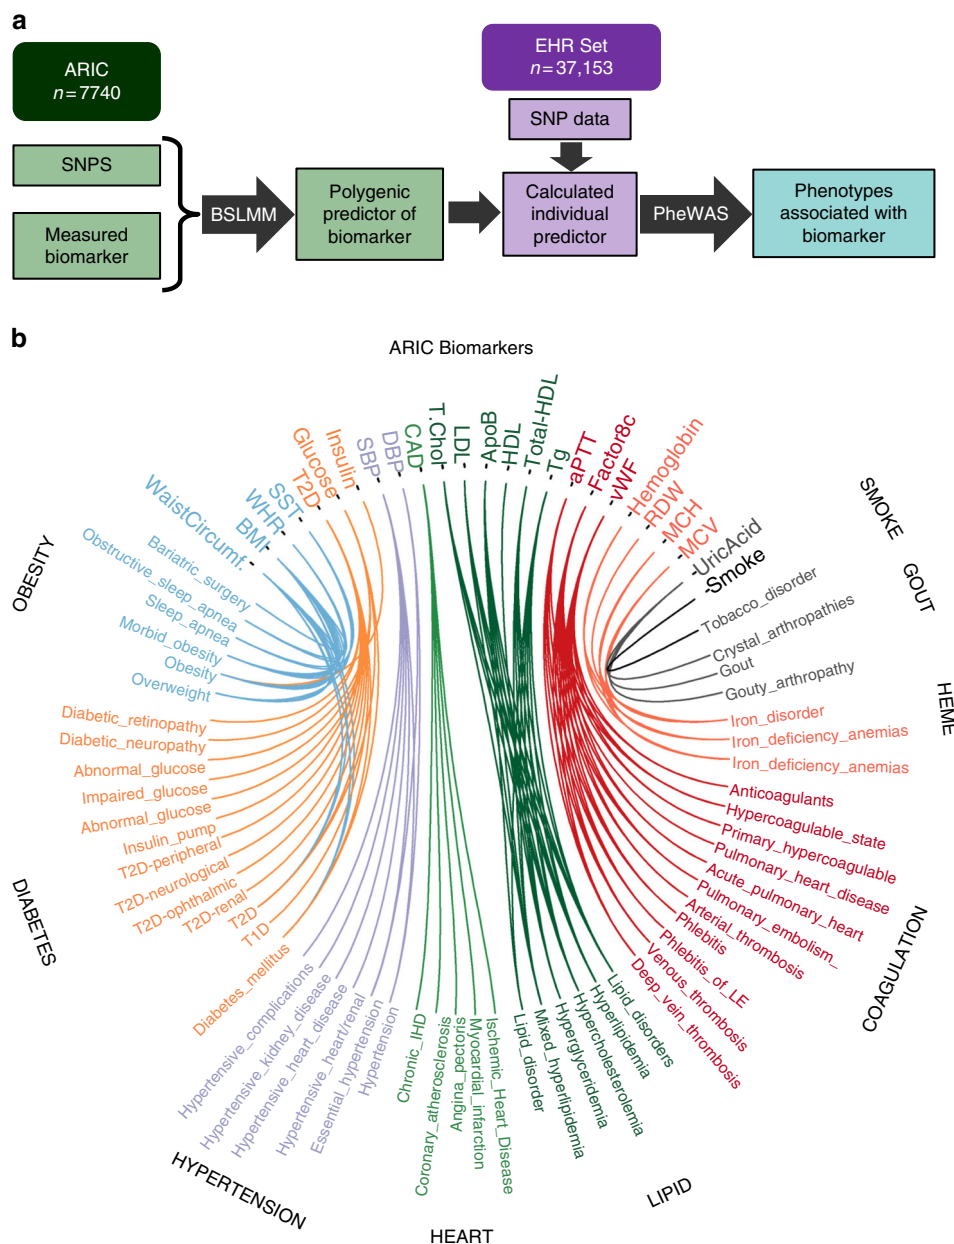 a
ARIC
n = 7740
EHR Set
n = 37,153
SNP data
SNPS
Measured
biomarker
BSLMM
Polygenic
predictor of
biomarker
Calculated
individual
predictor
PheWAS
Phenotypes
associated with
biomarker
b
ARIC Biomarkers
WaistCircumf.
BMI
WHR
SST
T2D
Glucose
Insulin
SBP
DBP
CAD
T.Chol
LDL
ApoB
HDL
Total-HDL
Tg
aPTT
Factor8c
vWF
Hemoglobin
RDW
MCH
MCV
UricAcid
Smoke
SMOKE
Tobacco_disorder
GOUT
Crystal_arthropathies
Gout
Gouty_arthropathy
HEME
Iron_disorder
Iron_deficiency_anemias
Iron_deficiency_anemias
COAGULATION
Anticoagulants
Hypercoagulable_state
Primary_hypercoagulable
Pulmonary_heart_disease
Acute_pulmonary_heart
Pulmonary_embolism_
Arterial_thrombosis
Phlebitis
Phlebitis_of_LE
Venous_thrombosis
Deep_vein_thrombosis
LIPID
Lipid_disorders
Hyperlipidemia
Hypercholesterolemia
Hyperglyceridemia
Mixed_hyperlipidemia
Lipid_disorder
HEART
Ischemic_Heart_Disease
Myocardial_infarction
Angina_pectoris
Coronary_atherosclerosis
Chronic_IHD
HYPERTENSION
Hypertension
Essential_hypertension
Hypertensive_heart/renal
Hypertensive_heart_disease
Hypertensive_kidney_disease
Hypertensive_complications
DIABETES
Diabetes_mellitus
T1D
T2D
T2D-renal
T2D-ophthalmic
T2D-neurological
T2D-peripheral
Insulin_pump
Abnormal_glucose
Impaired_glucose
Abnormal_glucose
Diabetic_neuropathy
Diabetic_retinopathy
OBESITY
Overweight
Obesity
Morbid_obesity
Sleep_apnea
Obstructive_sleep_apnea
Bariatric_surgery